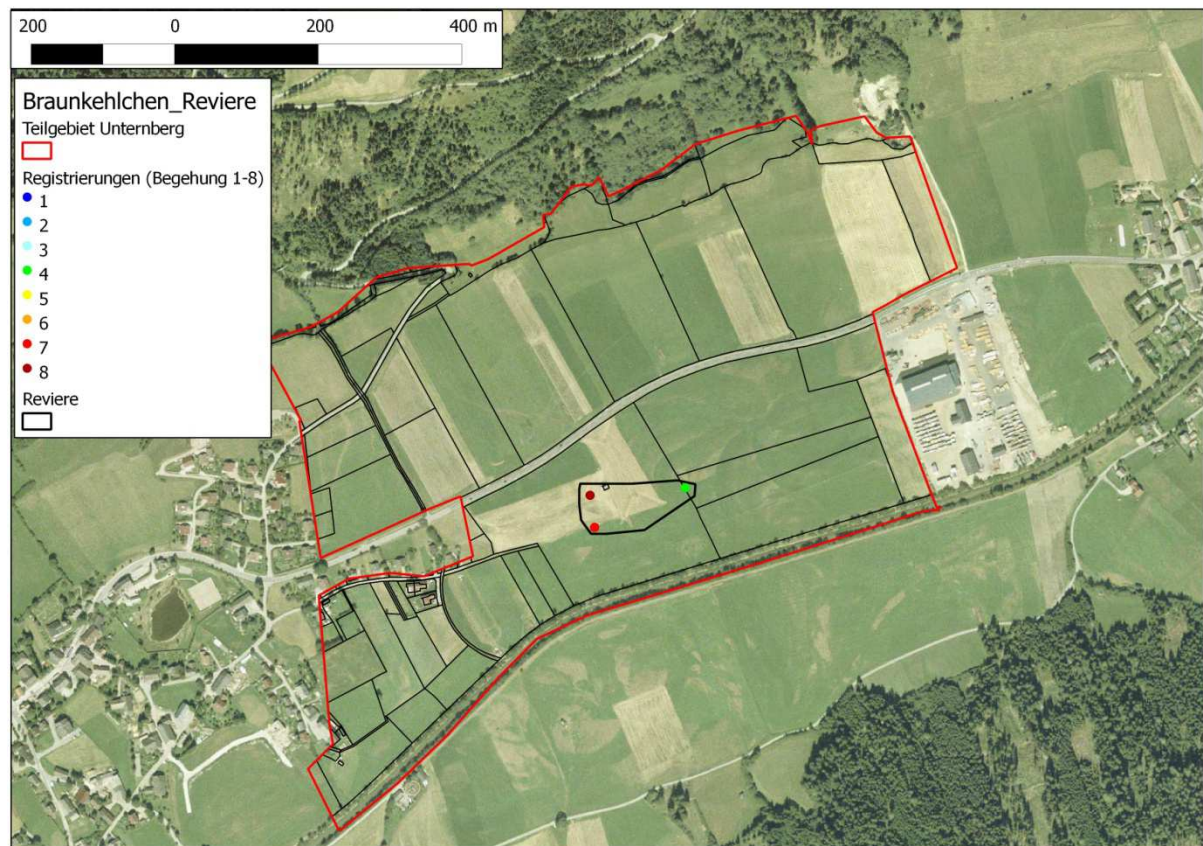 200 0 200 400 m
Braunkehlchen_Reviere
Teilgebiet Unternberg
Registrierungen (Begehung 1-8)
1
2
3
4
5
6
7
8
Reviere